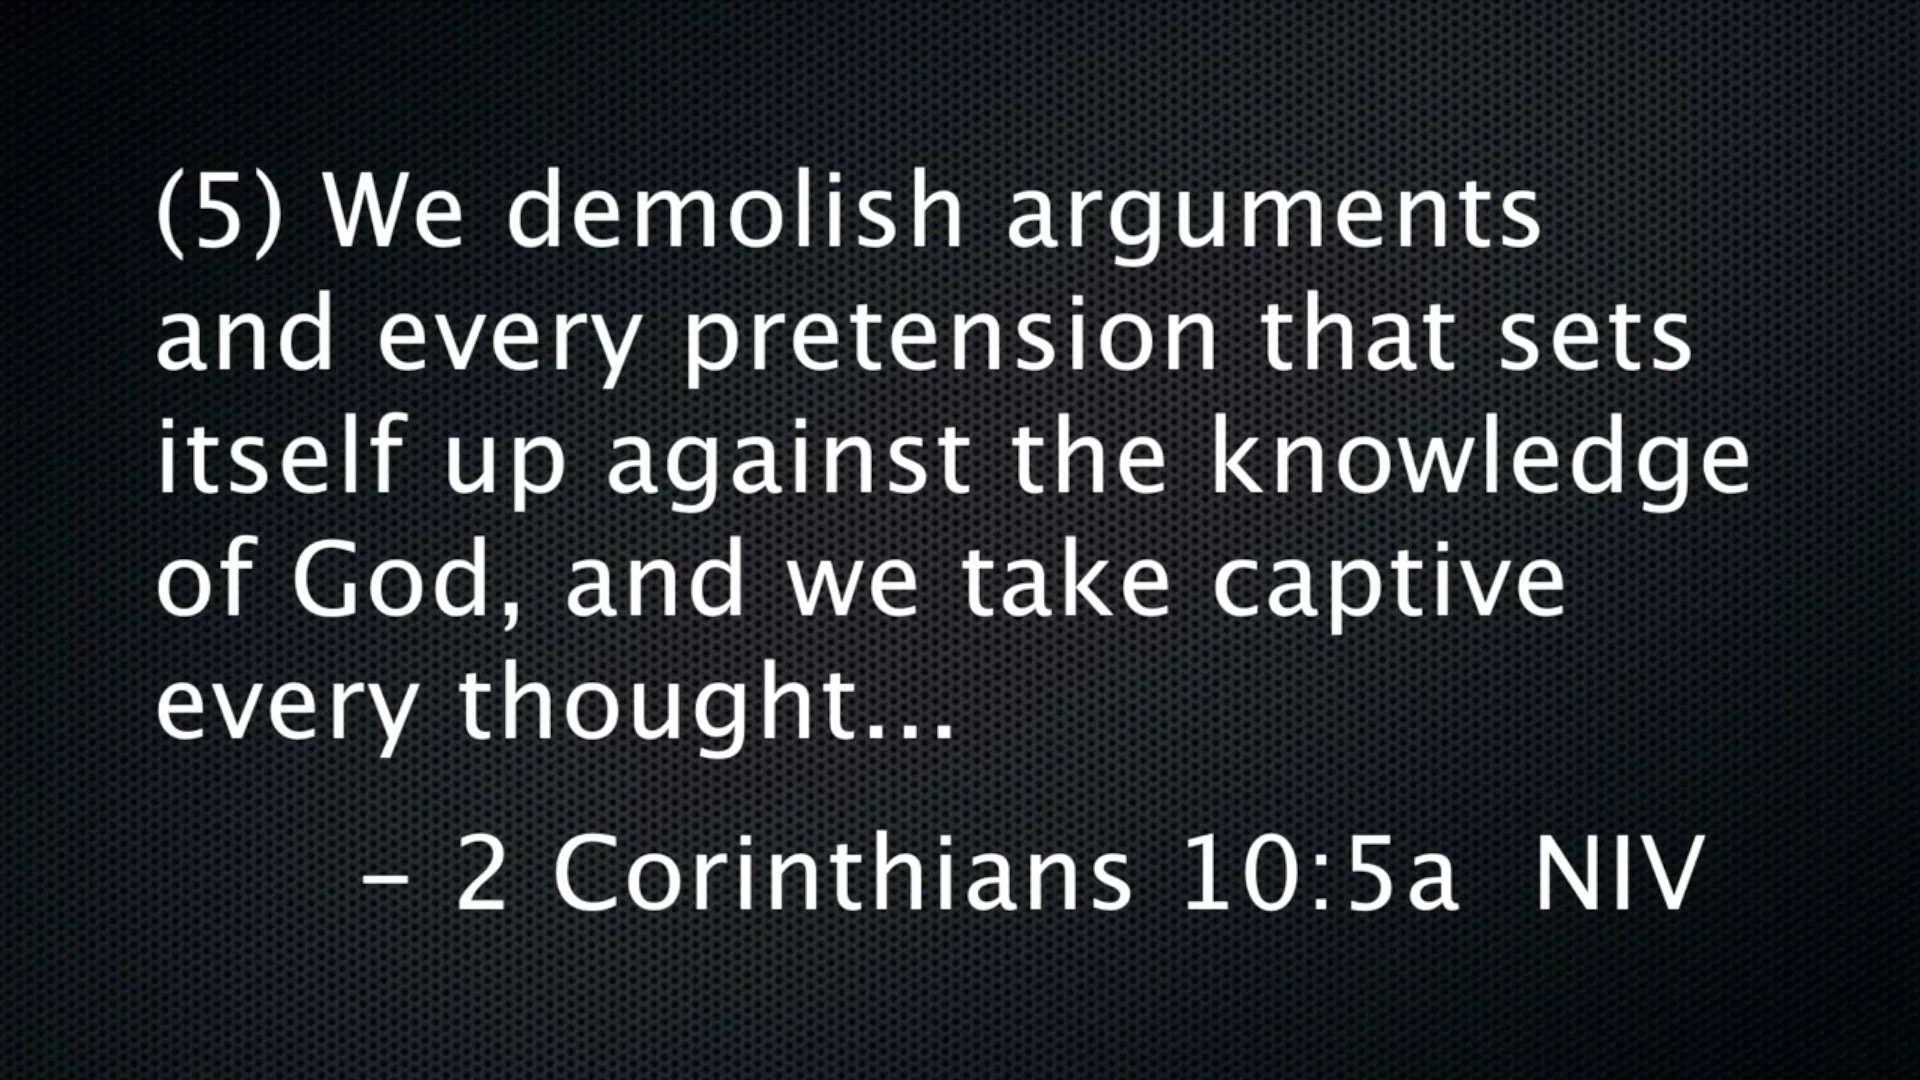 (5) We demolish arguments
and every pretension that sets
itself up against the knowledge
of God, and we take captive
every thought...
– 2 Corinthians 10:5a  NIV